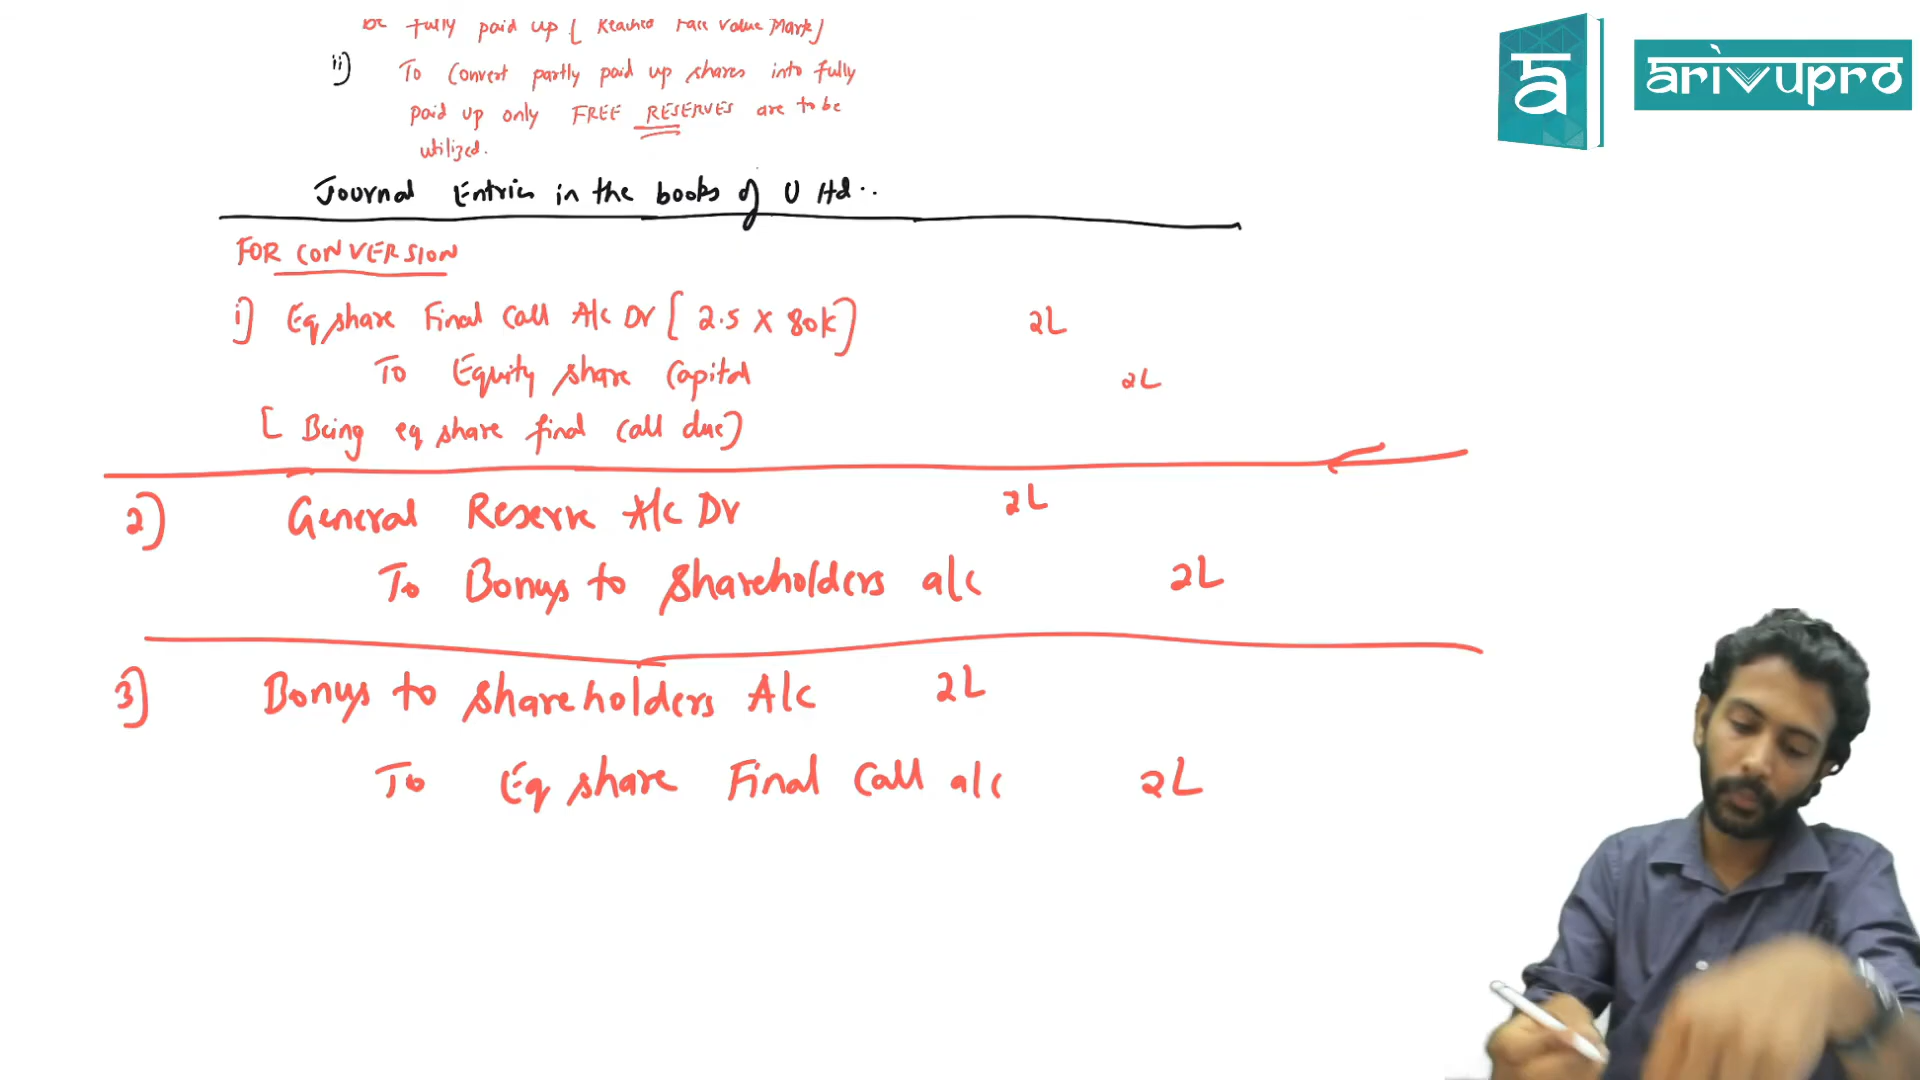 be fully paid up [ Reached Face Value Mark]
ii) To Convert partly paid up shares into fully
paid up only FREE RESERVES are to be
utilized.
Journal Entries in the books of U ltd..
FOR CONVERSION
i] Eq share Final Call A/c Dr [ 2.5 X 80k] 2L
To Equity share Capital 2L
[ Being eq share final call due]
2) General Reserve A/c Dr 2L
To Bonus to shareholders a/c 2L
3] Bonus to shareholders A/c 2L
To Eq share Final Call a/c 2L
arivupro